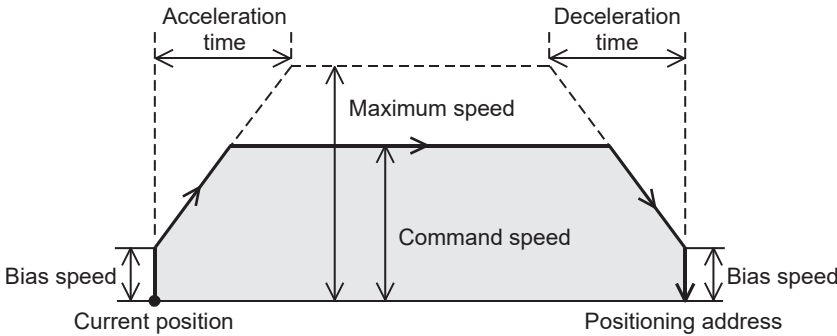 Acceleration
time
Deceleration
time
Maximum speed
Command speed
Bias speed
Bias speed
Current position
Positioning address